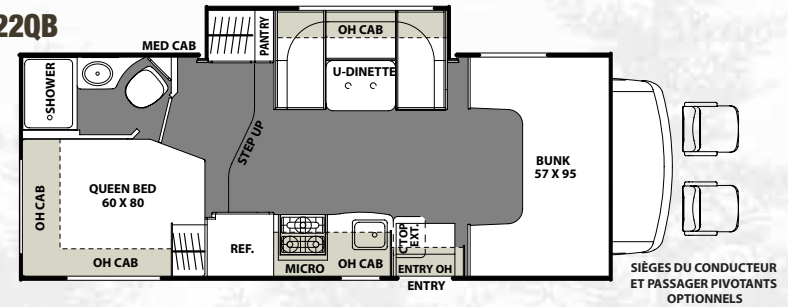 22QB
MED CAB
PANTRY
OH CAB
SHOWER
U-DINETTE
STEP UP
BUNK
57 X 95
OH CAB
QUEEN BED
60 X 80
OH CAB
REF.
MICRO
OH CAB
C'TOP
EXT.
ENTRY OH
ENTRY
SIÈGES DU CONDUCTEUR
ET PASSAGER PIVOTANTS
OPTIONNELS